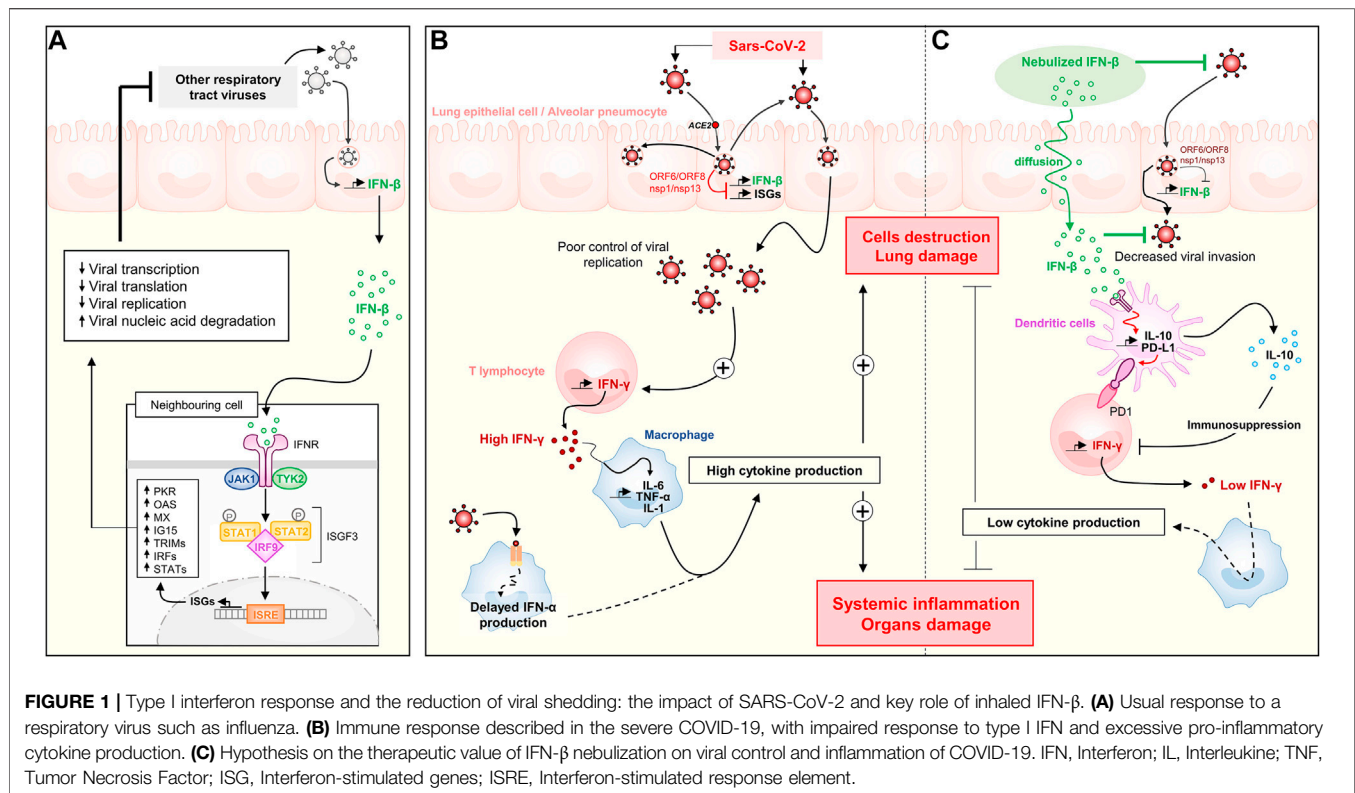 A
Other respiratory
tract viruses
IFN-β
↓ Viral transcription
↓ Viral translation
↓ Viral replication
↑ Viral nucleic acid degradation
IFN-β
Neighbouring cell
IFNR
JAK1
TYK2
P
P
STAT1
STAT2
IRF9
ISGF3
↑ PKR
↑ OAS
↑ MX
↑ IG15
↑ TRIMs
↑ IRFs
↑ STATs
ISGs
ISRE
B
Sars-CoV-2
Lung epithelial cell / Alveolar pneumocyte
ACE2
ORF6/ORF8
nsp1/nsp13
IFN-β
ISGs
Poor control of viral
replication
+
T lymphocyte
IFN-γ
High IFN-γ
Macrophage
IL-6
TNF-α
IL-1
High cytokine production
Delayed IFN-α
production
Cells destruction
Lung damage
+
+
Systemic inflammation
Organs damage
C
Nebulized IFN-β
diffusion
ORF6/ORF8
nsp1/nsp13
IFN-β
IFN-β
Decreased viral invasion
Dendritic cells
IL-10
PD-L1
IL-10
PD1
Immunosuppression
IFN-γ
Low IFN-γ
Low cytokine production
FIGURE 1 | Type I interferon response and the reduction of viral shedding: the impact of SARS-CoV-2 and key role of inhaled IFN-β. (A) Usual response to a
respiratory virus such as influenza. (B) Immune response described in the severe COVID-19, with impaired response to type I IFN and excessive pro-inflammatory
cytokine production. (C) Hypothesis on the therapeutic value of IFN-β nebulization on viral control and inflammation of COVID-19. IFN, Interferon; IL, Interleukine; TNF,
Tumor Necrosis Factor; ISG, Interferon-stimulated genes; ISRE, Interferon-stimulated response element.